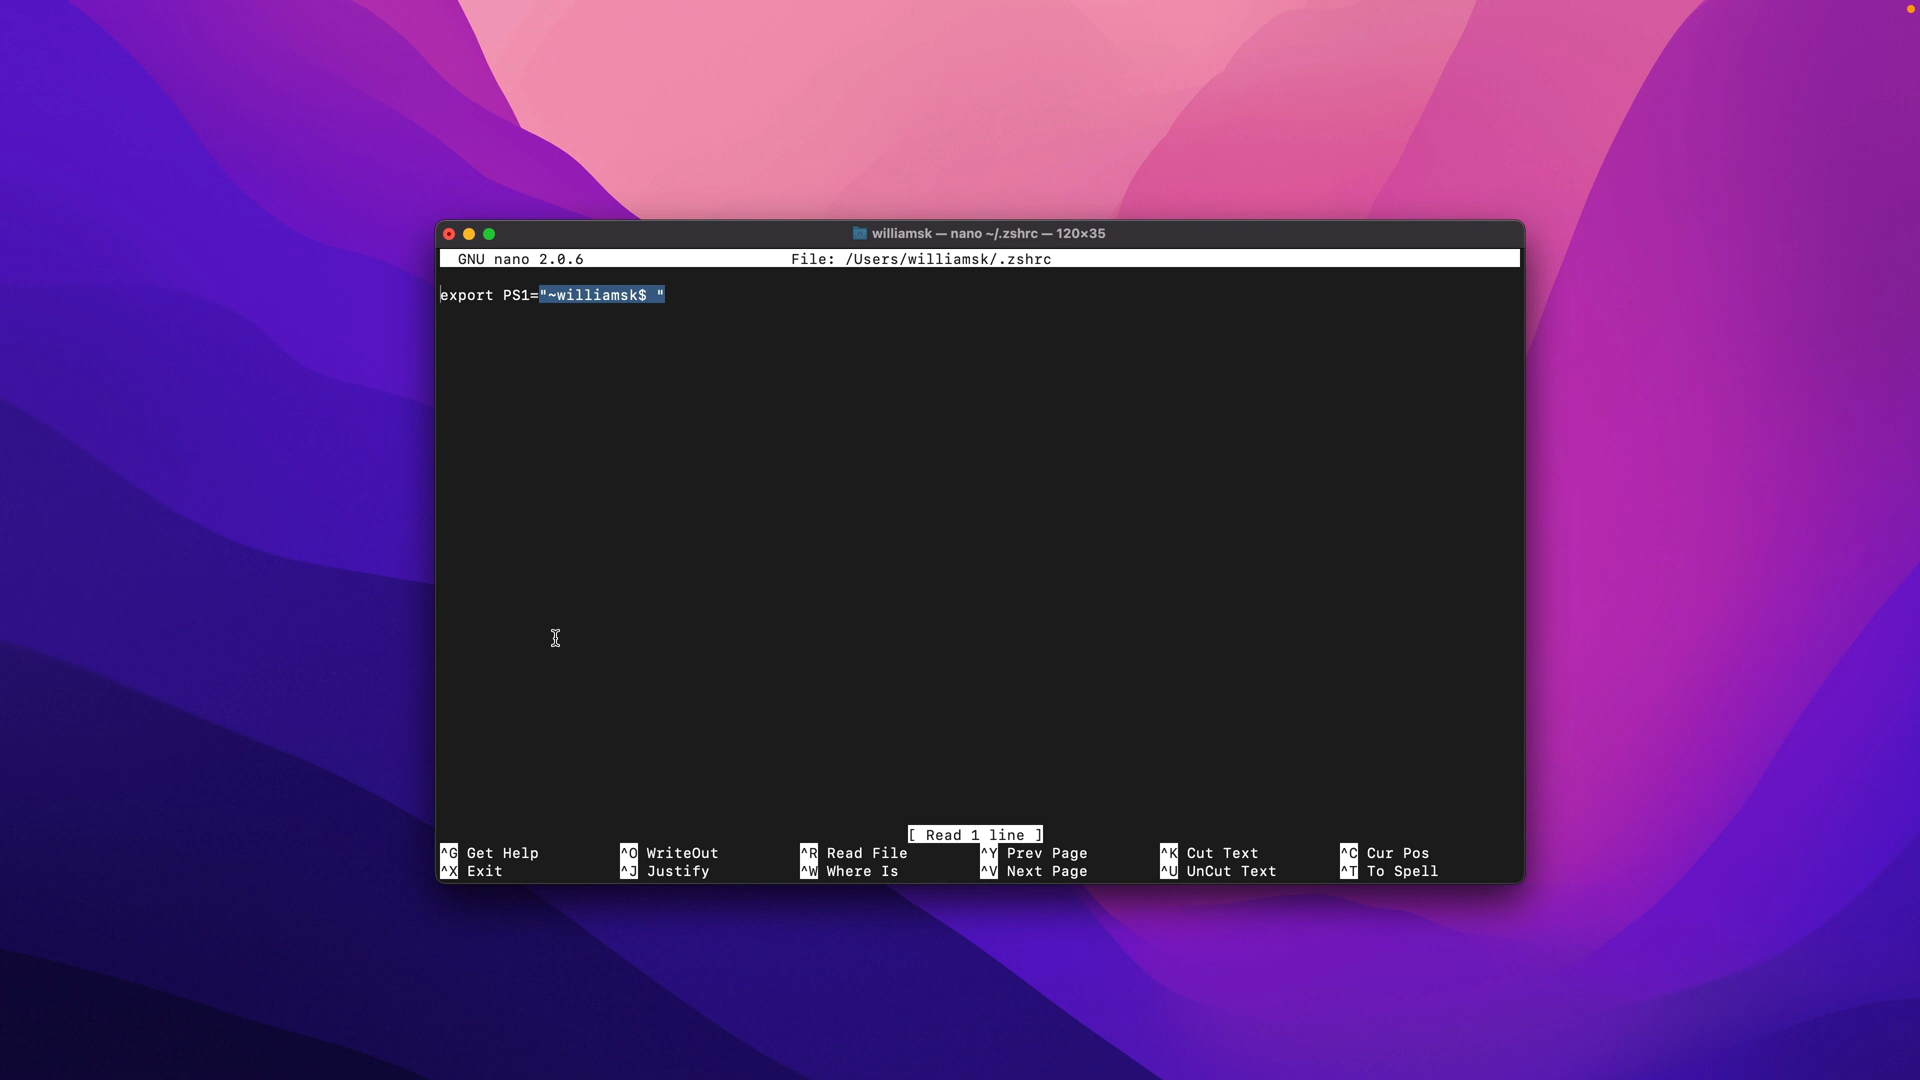 williamsk — nano ~/.zshrc — 120×35
GNU nano 2.0.6 File: /Users/williamsk/.zshrc
export PS1="~williamsk$ "
[ Read 1 line ]
^G Get Help ^O WriteOut ^R Read File ^Y Prev Page ^K Cut Text ^C Cur Pos
^X Exit ^J Justify ^W Where Is ^V Next Page ^U UnCut Text ^T To Spell